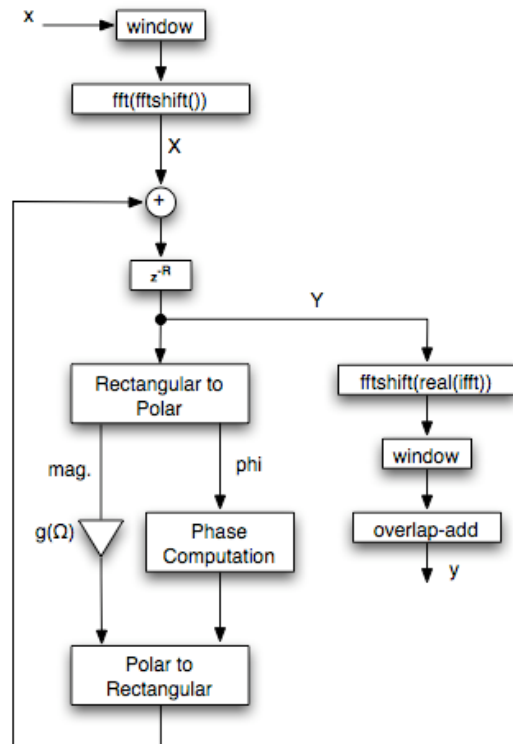 x
window
fft(fftshift())
X
+
z-R
Y
Rectangular to
Polar
fftshift(real(ifft))
mag.
phi
window
g(Ω)
Phase
Computation
overlap-add
y
Polar to
Rectangular